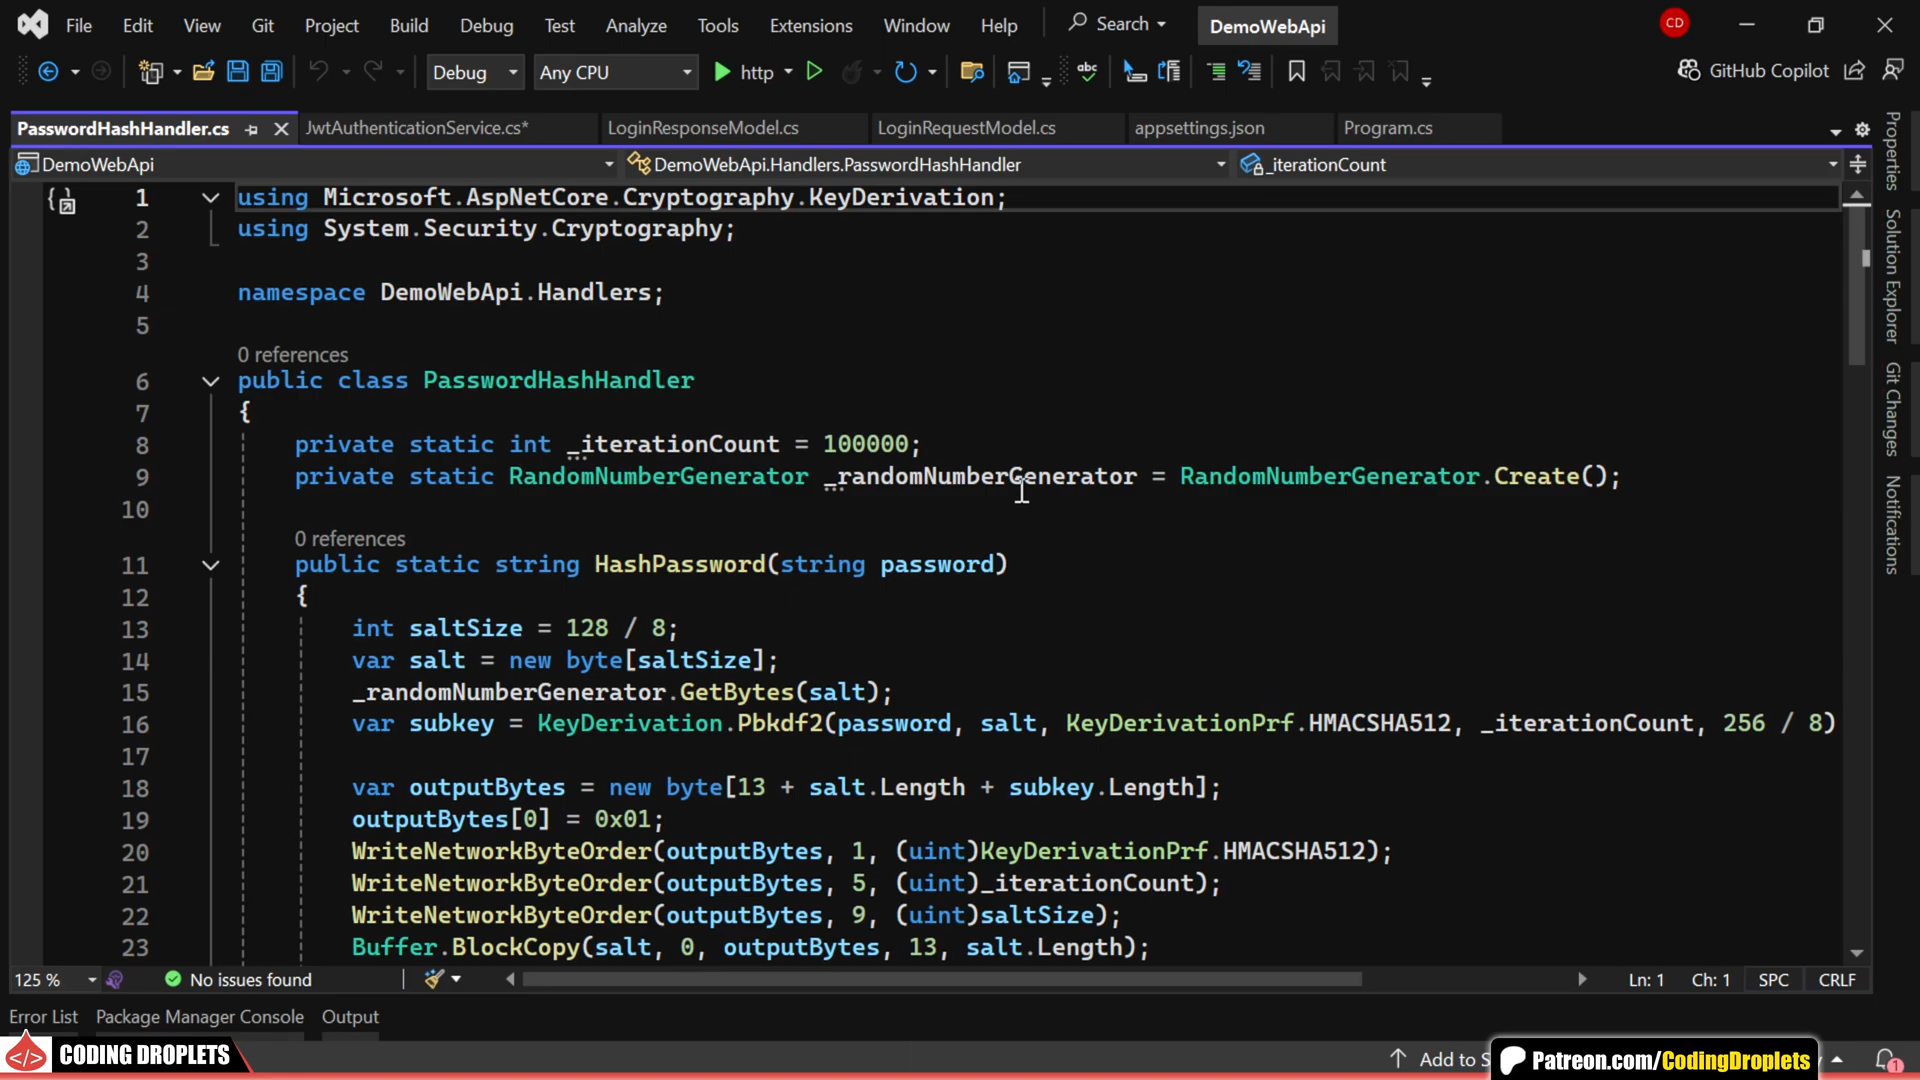 File Edit View Git Project Build Debug Test Analyze Tools Extensions Window Help Search DemoWebApi CD
Debug Any CPU http abc GitHub Copilot
PasswordHashHandler.cs JwtAuthenticationService.cs* LoginResponseModel.cs LoginRequestModel.cs appsettings.json Program.cs
DemoWebApi DemoWebApi.Handlers.PasswordHashHandler _iterationCount
1 using Microsoft.AspNetCore.Cryptography.KeyDerivation;
2 using System.Security.Cryptography;
3
4 namespace DemoWebApi.Handlers;
5
0 references
6 public class PasswordHashHandler
7 {
8 private static int _iterationCount = 100000;
9 private static RandomNumberGenerator _randomNumberGenerator = RandomNumberGenerator.Create();
10
0 references
11 public static string HashPassword(string password)
12 {
13 int saltSize = 128 / 8;
14 var salt = new byte[saltSize];
15 _randomNumberGenerator.GetBytes(salt);
16 var subkey = KeyDerivation.Pbkdf2(password, salt, KeyDerivationPrf.HMACSHA512, _iterationCount, 256 / 8)
17
18 var outputBytes = new byte[13 + salt.Length + subkey.Length];
19 outputBytes[0] = 0x01;
20 WriteNetworkByteOrder(outputBytes, 1, (uint)KeyDerivationPrf.HMACSHA512);
21 WriteNetworkByteOrder(outputBytes, 5, (uint)_iterationCount);
22 WriteNetworkByteOrder(outputBytes, 9, (uint)saltSize);
23 Buffer.BlockCopy(salt, 0, outputBytes, 13, salt.Length);
Properties
Solution Explorer
Git Changes
Notifications
125 % No issues found Ln: 1 Ch: 1 SPC CRLF
Error List Package Manager Console Output
CODING DROPLETS Add to S Patreon.com/CodingDroplets 1